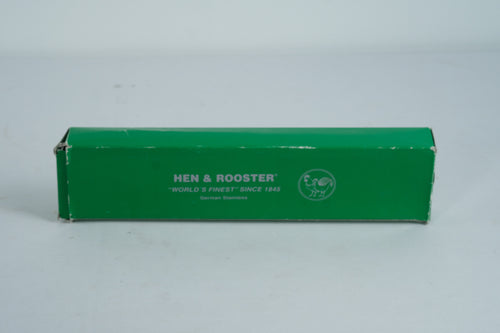 HEN & ROOSTER
"WORLD'S FINEST" SINCE 1845
German Stainless